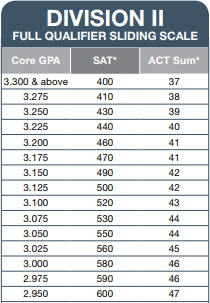 DIVISION II
FULL QUALIFIER SLIDING SCALE
Core GPA SAT* ACT Sum*
3.300 & above 400 37
3.275 410 38
3.250 430 39
3.225 440 40
3.200 460 41
3.175 470 41
3.150 490 42
3.125 500 42
3.100 520 43
3.075 530 44
3.050 550 44
3.025 560 45
3.000 580 46
2.975 590 46
2.950 600 47